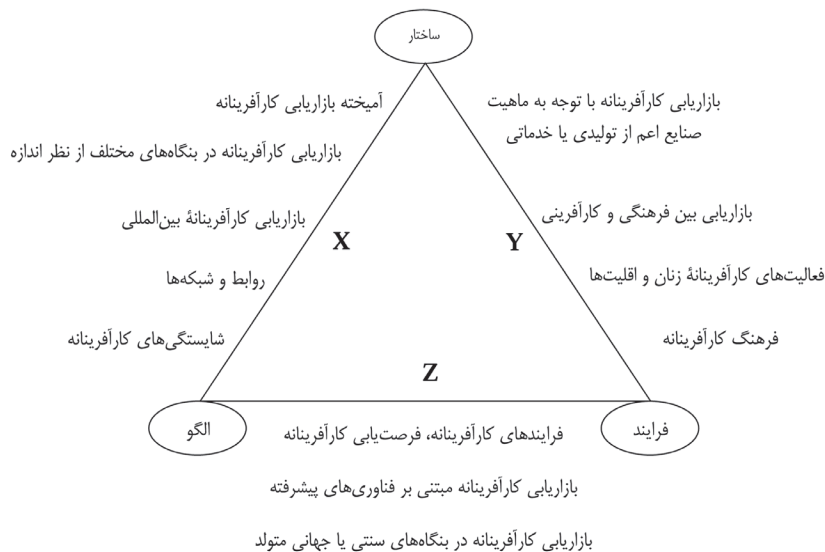 ساختار
آمیخته بازاریابی کارآفرینانه
بازاریابی کارآفرینانه با توجه به ماهیت
صنایع اعم از تولیدی یا خدماتی
بازاریابی کارآفرینانه در بنگاه‌های مختلف از نظر اندازه
بازاریابی بین فرهنگی و کارآفرینی
بازاریابی کارآفرینانهٔ بین‌المللی
X
Y
فعالیت‌های کارآفرینانهٔ زنان و اقلیت‌ها
روابط و شبکه‌ها
فرهنگ کارآفرینانه
شایستگی‌های کارآفرینانه
Z
فرایند
الگو
فرایندهای کارآفرینانه، فرصت‌یابی کارآفرینانه
بازاریابی کارآفرینانه مبتنی بر فناوری‌های پیشرفته
بازاریابی کارآفرینانه در بنگاه‌های سنتی یا جهانی متولد